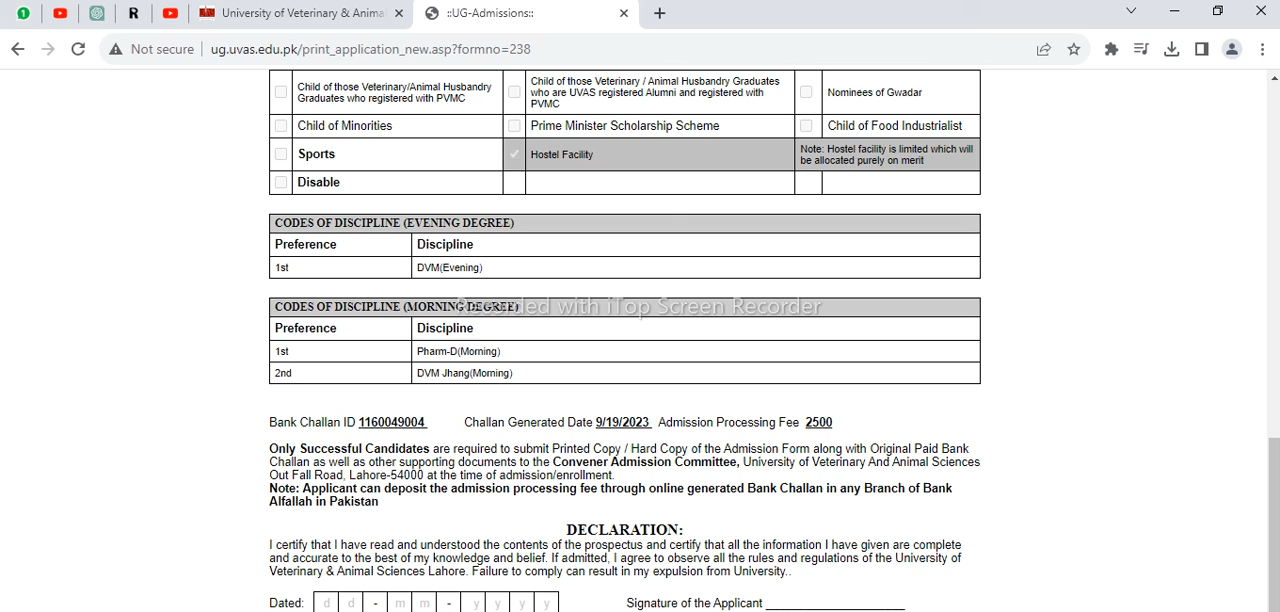 1
R
University of Veterinary & Anima
::UG-Admissions::
Not secure
ug.uvas.edu.pk/print_application_new.asp?formno=238
Child of those Veterinary/Animal Husbandry
Graduates who registered with PVMC
Child of those Veterinary / Animal Husbandry Graduates
who are UVAS registered Alumni and registered with
PVMC
Nominees of Gwadar
Child of Minorities
Prime Minister Scholarship Scheme
Child of Food Industrialist
Sports
Hostel Facility
Note: Hostel facility is limited which will
be allocated purely on merit
Disable
CODES OF DISCIPLINE (EVENING DEGREE)
Preference Discipline
1st DVM(Evening)
CODES OF DISCIPLINE (MORNING DEGREE)
Recorded with iTop Screen Recorder
Preference Discipline
1st Pharm-D(Morning)
2nd DVM Jhang(Morning)
Bank Challan ID 1160049004 Challan Generated Date 9/19/2023 Admission Processing Fee 2500
Only Successful Candidates are required to submit Printed Copy / Hard Copy of the Admission Form along with Original Paid Bank
Challan as well as other supporting documents to the Convener Admission Committee, University of Veterinary And Animal Sciences
Out Fall Road, Lahore-54000 at the time of admission/enrollment.
Note: Applicant can deposit the admission processing fee through online generated Bank Challan in any Branch of Bank
Alfallah in Pakistan
DECLARATION:
I certify that I have read and understood the contents of the prospectus and certify that all the information I have given are complete
and accurate to the best of my knowledge and belief. If admitted, I agree to observe all the rules and regulations of the University of
Veterinary & Animal Sciences Lahore. Failure to comply can result in my expulsion from University..
Dated: d d - m m - y y y y Signature of the Applicant